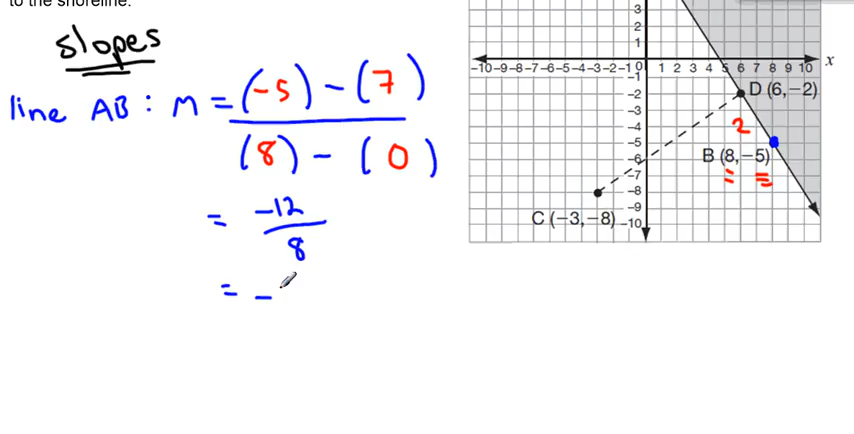 to the shoreline.
slopes
line AB : m = (-5) - (7)
(8) - (0)
= -12
8
= -
3
2
1
-10 -9 -8 -7 -6 -5 -4 -3 -2 -1 0 1 2 3 4 5 6 7 8 9 10 x
-1
-2
D (6, -2)
-3
-4
2
-5
B (8, -5)
-6
-7
-8
C (-3, -8)
-9
-10